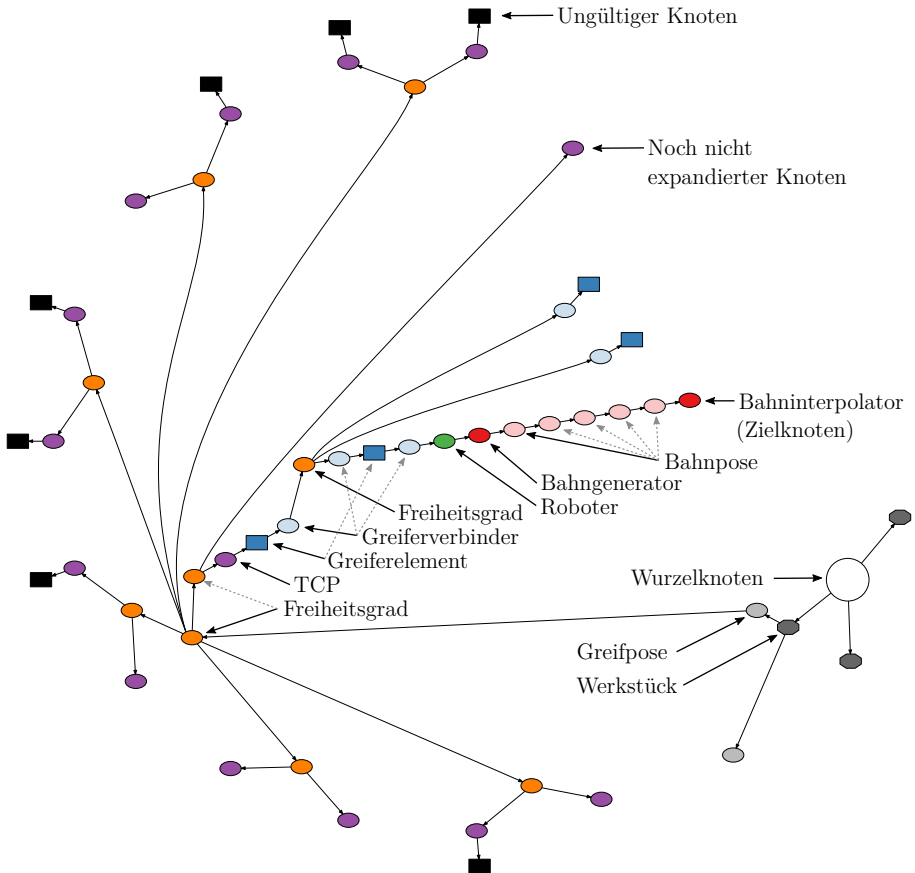 Ungültiger Knoten
Noch nicht
expandierter Knoten
Bahninterpolator
(Zielknoten)
Bahnpose
Bahngenerator
Roboter
Freiheitsgrad
Greiferverbinder
Greiferelement
TCP
Freiheitsgrad
Wurzelknoten
Greifpose
Werkstück